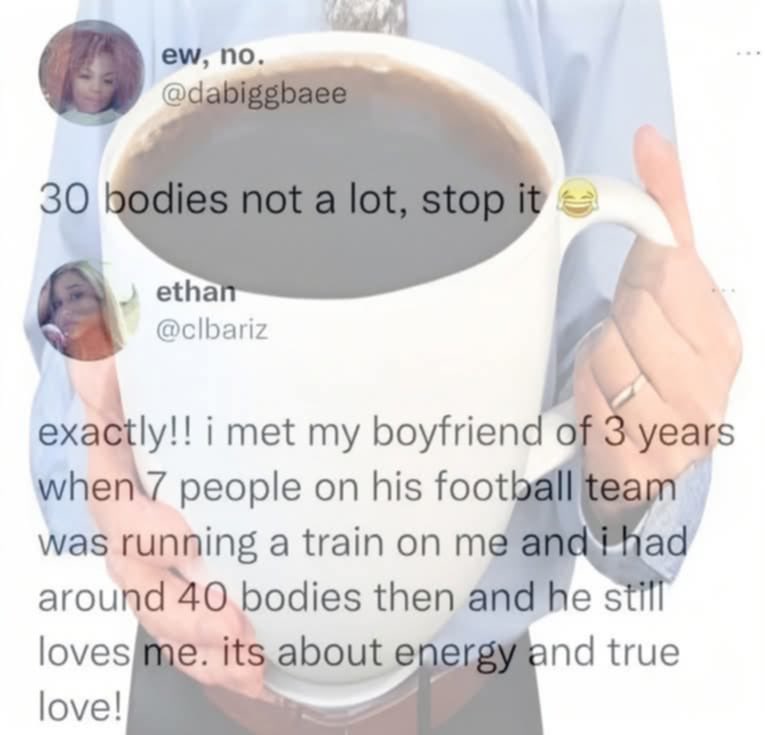 ew, no.
@dabiggbaee
30 bodies not a lot, stop it 😂
ethan
@clbariz
exactly!! i met my boyfriend of 3 years
when 7 people on his football team
was running a train on me and i had
around 40 bodies then and he still
loves me. its about energy and true
love!